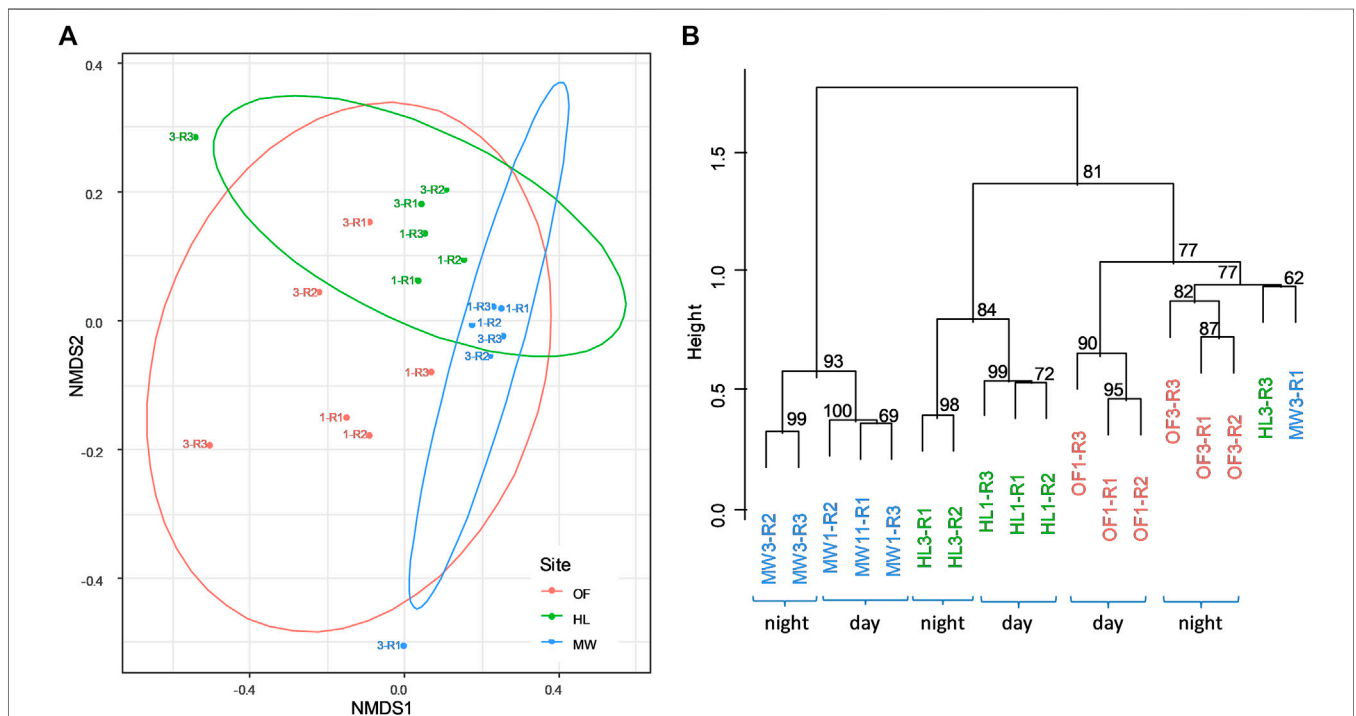 A
0.4
0.2
0.0
-0.2
-0.4
NMDS2
3-R3
3-R2
3-R1
3-R1
1-R3
1-R2
1-R1
3-R2
1-R3
1-R1
1-R2
3-R3
3-R2
1-R3
1-R1
1-R2
3-R3
3-R1
Site
OF
HL
MW
-0.4
0.0
0.4
NMDS1
B
Height
1.5
1.0
0.5
0.0
81
77
77
62
82
87
84
90
95
93
99
72
98
99
100
69
MW3-R2
MW3-R3
MW1-R2
MW11-R1
MW1-R3
HL3-R1
HL3-R2
HL1-R3
HL1-R1
HL1-R2
OF1-R3
OF1-R1
OF1-R2
OF3-R3
OF3-R1
OF3-R2
HL3-R3
MW3-R1
night
day
night
day
day
night